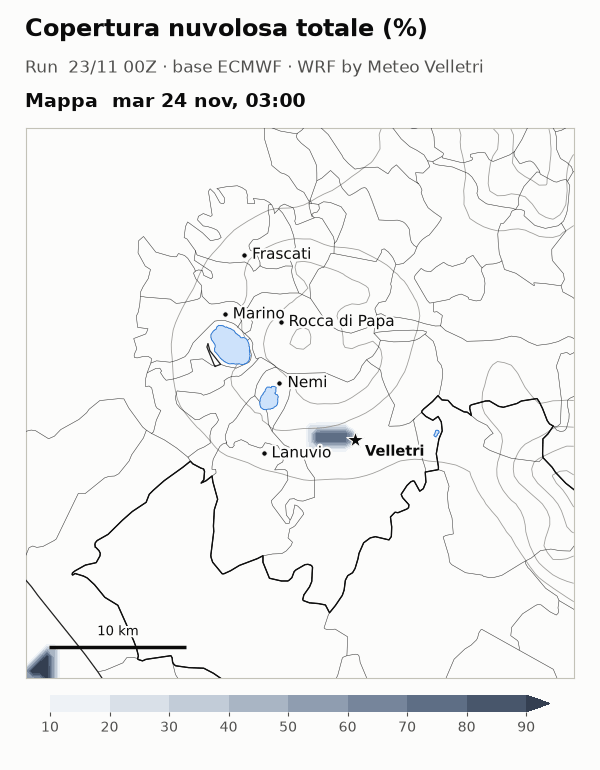 Copertura nuvolosa totale (%)
Run  23/11 00Z · base ECMWF · WRF by Meteo Velletri
Mappa  mar 24 nov, 03:00
Frascati
Marino
Rocca di Papa
Nemi
Lanuvio
Velletri
10 km
10 20 30 40 50 60 70 80 90